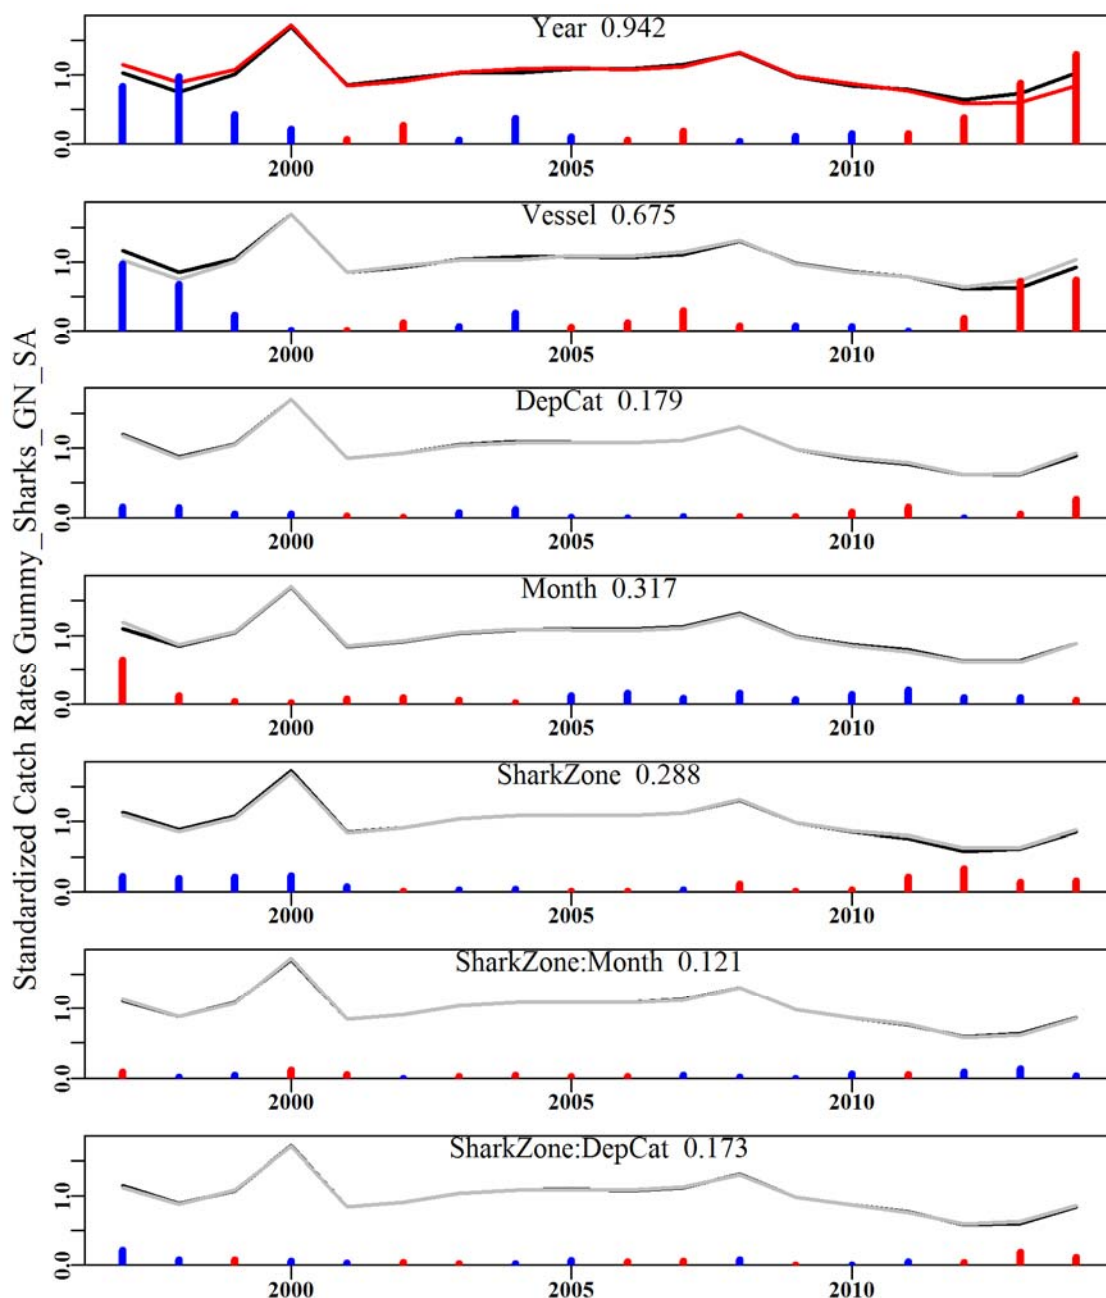 Standardized Catch Rates Gummy_Sharks_GN_SA
Year 0.942
1.0
0.0
2000 2005 2010
Vessel 0.675
1.0
0.0
2000 2005 2010
DepCat 0.179
1.0
0.0
2000 2005 2010
Month 0.317
1.0
0.0
2000 2005 2010
SharkZone 0.288
1.0
0.0
2000 2005 2010
SharkZone:Month 0.121
1.0
0.0
2000 2005 2010
SharkZone:DepCat 0.173
1.0
0.0
2000 2005 2010